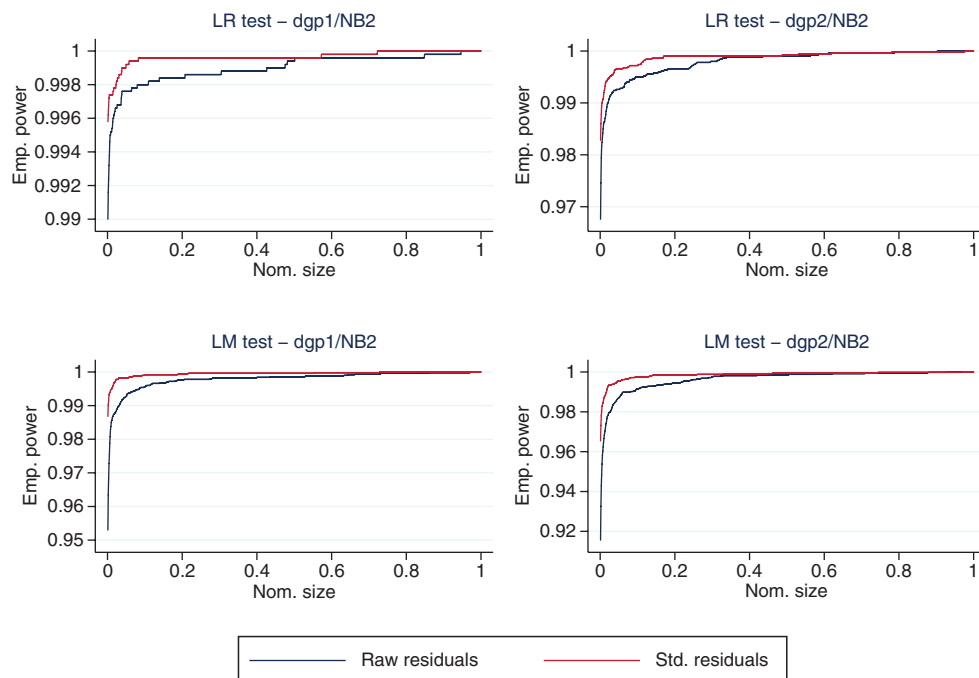 LR test – dgp1/NB2
Emp. power
1
0.998
0.996
0.994
0.992
0.99
0 0.2 0.4 0.6 0.8 1
Nom. size
LR test – dgp2/NB2
Emp. power
1
0.99
0.98
0.97
0 0.2 0.4 0.6 0.8 1
Nom. size
LM test – dgp1/NB2
Emp. power
1
0.99
0.98
0.97
0.96
0.95
0 0.2 0.4 0.6 0.8 1
Nom. size
LM test – dgp2/NB2
Emp. power
1
0.98
0.96
0.94
0.92
0 0.2 0.4 0.6 0.8 1
Nom. size
Raw residuals Std. residuals